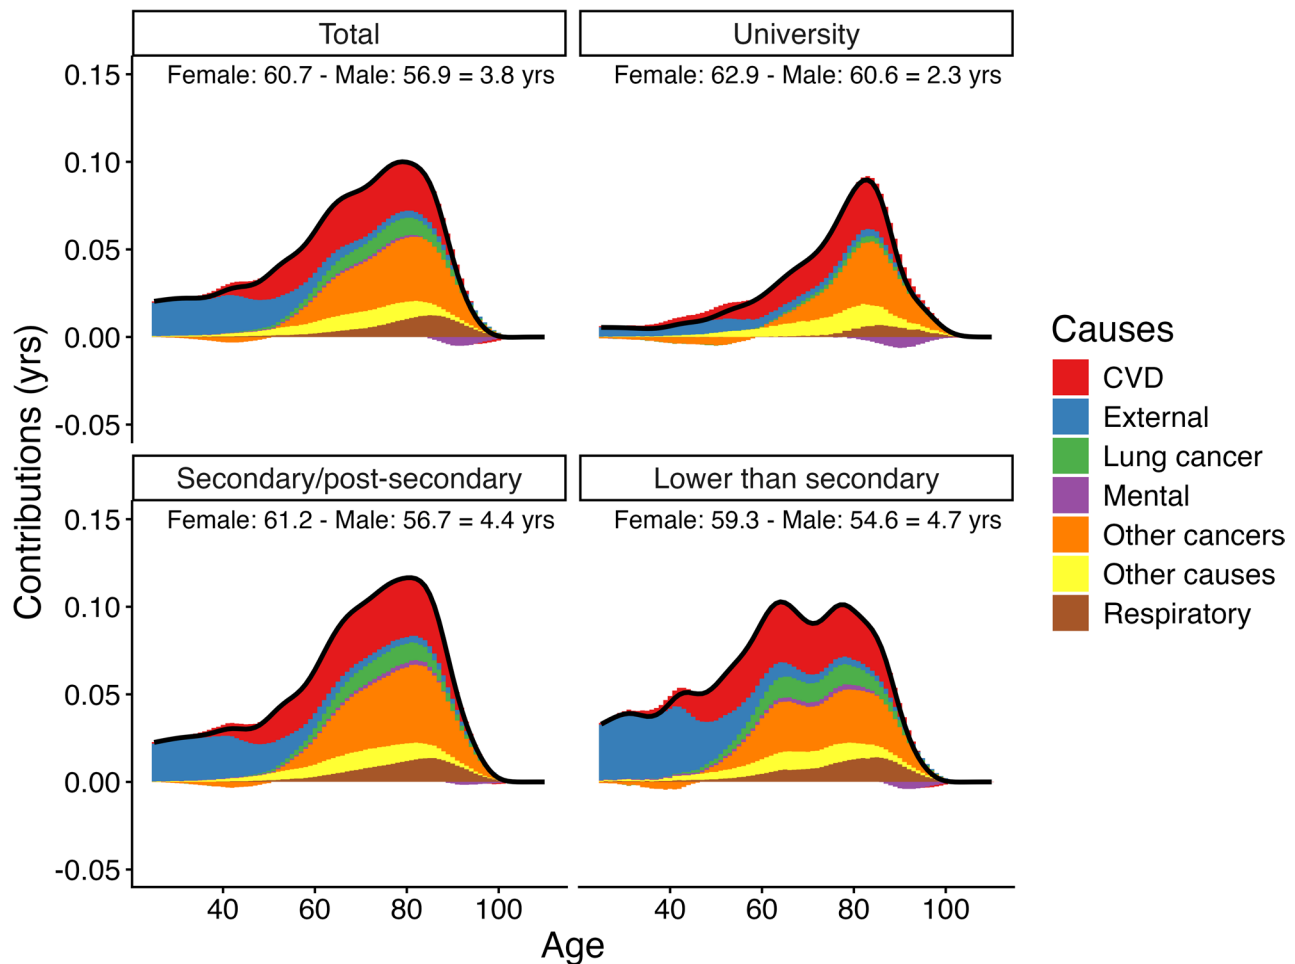 Total
University
Female: 60.7 - Male: 56.9 = 3.8 yrs
Female: 62.9 - Male: 60.6 = 2.3 yrs
0.15
0.10
0.05
0.00
-0.05
Secondary/post-secondary
Lower than secondary
Female: 61.2 - Male: 56.7 = 4.4 yrs
Female: 59.3 - Male: 54.6 = 4.7 yrs
0.15
0.10
0.05
0.00
-0.05
40 60 80 100
40 60 80 100
Age
Contributions (yrs)
Causes
CVD
External
Lung cancer
Mental
Other cancers
Other causes
Respiratory